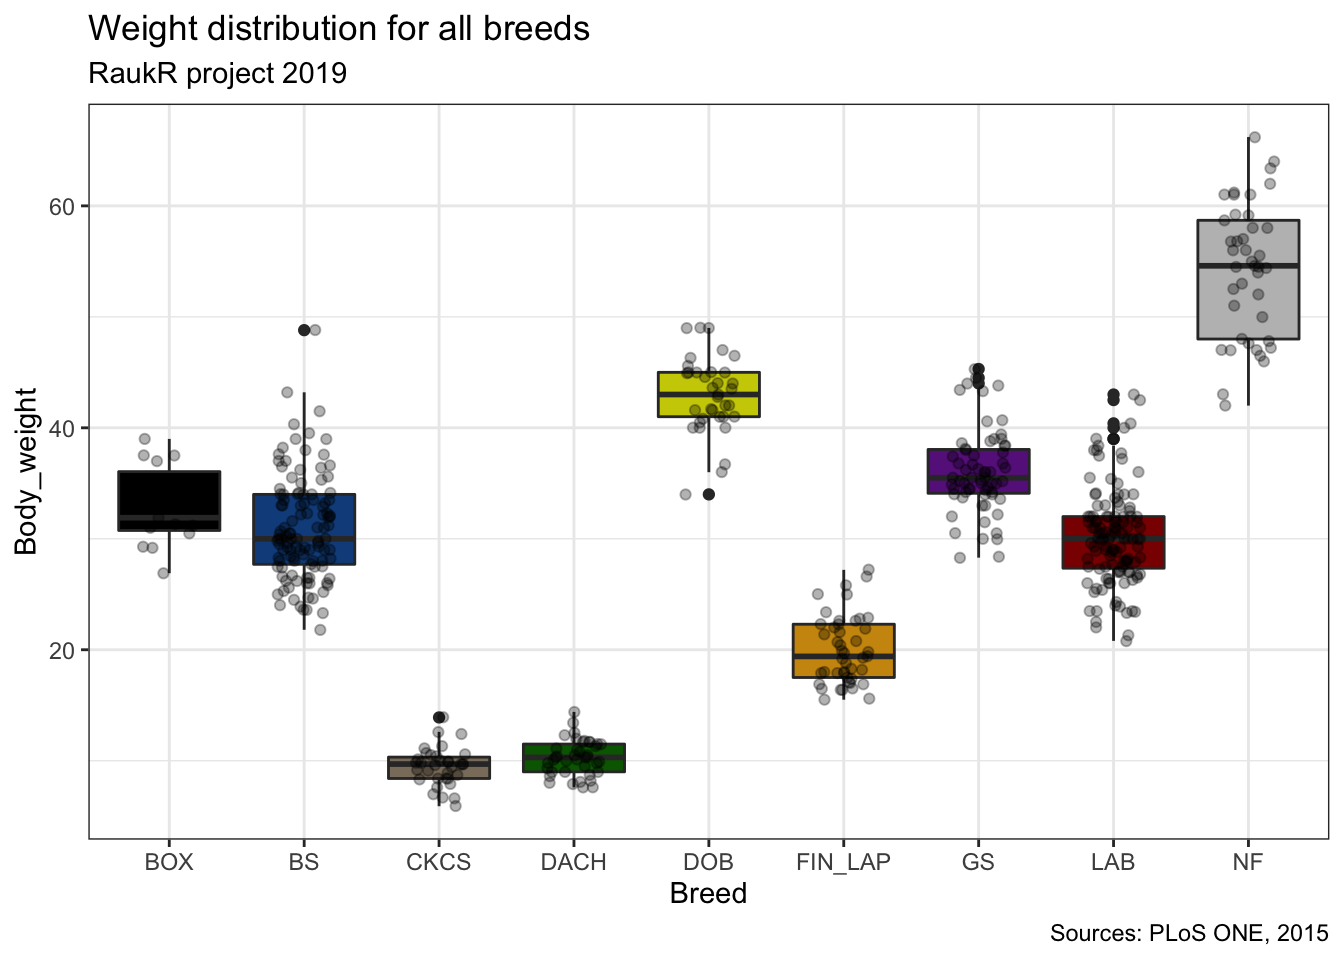 Weight distribution for all breeds
RaukR project 2019
Body_weight
60
40
20
BOX BS CKCS DACH DOB FIN_LAP GS LAB NF
Breed
Sources: PLoS ONE, 2015